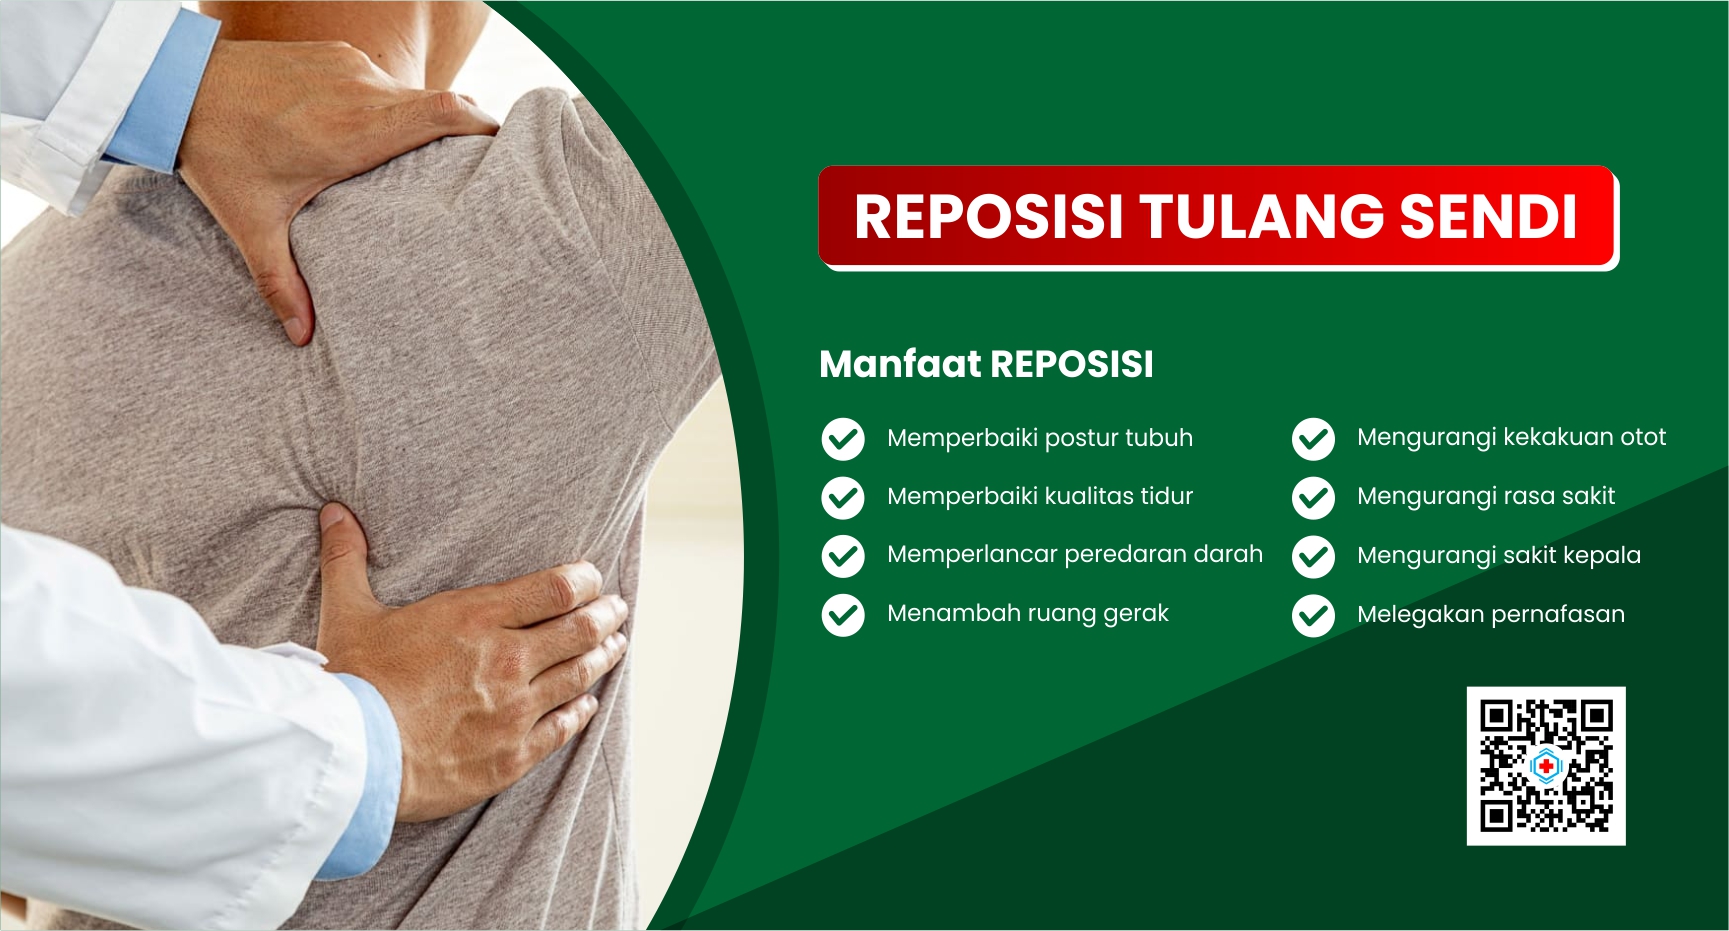 REPOSISI TULANG SENDI
Manfaat REPOSISI
Memperbaiki postur tubuh
Memperbaiki kualitas tidur
Memperlancar peredaran darah
Menambah ruang gerak
Mengurangi kekakuan otot
Mengurangi rasa sakit
Mengurangi sakit kepala
Melegakan pernafasan